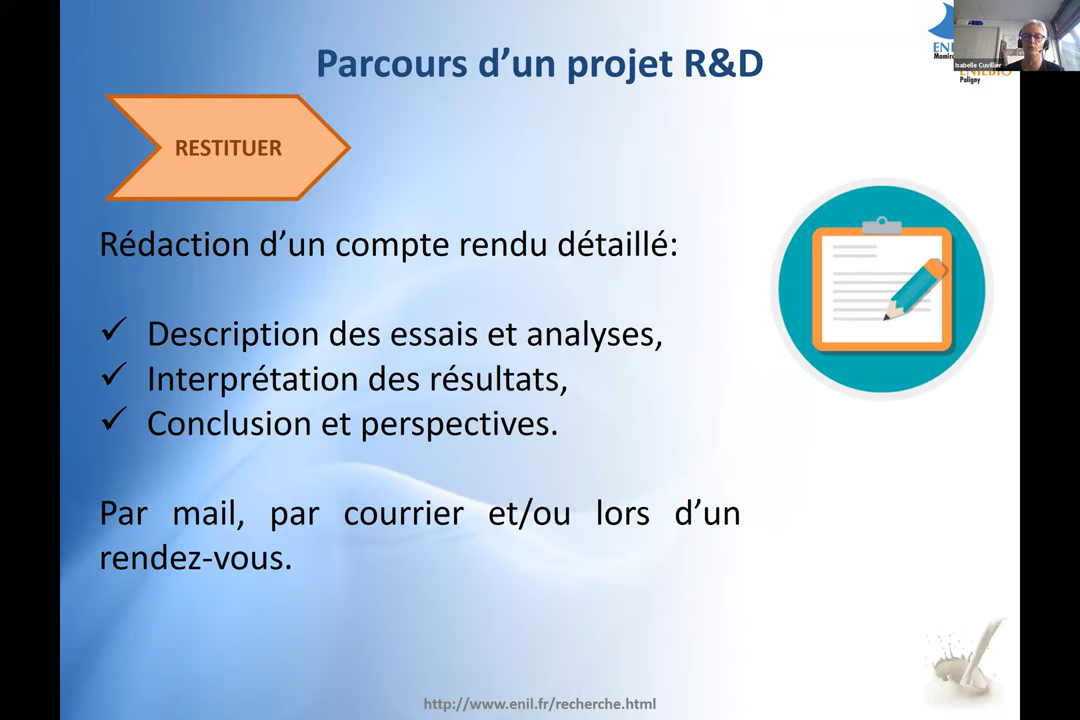 Parcours d’un projet R&D
Isabelle Cuvillier
Poligny
RESTITUER
Rédaction d’un compte rendu détaillé:
✓ Description des essais et analyses,
✓ Interprétation des résultats,
✓ Conclusion et perspectives.
Par mail, par courrier et/ou lors d’un
rendez-vous.
http://www.enil.fr/recherche.html